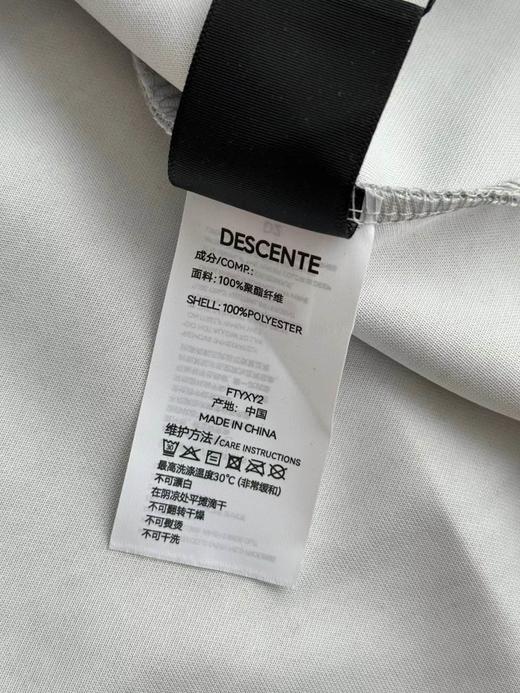 DESCENTE
成分/COMP.:
面料:100%聚酯纤维
SHELL:100%POLYESTER
FTYXY2
产地: 中国
MADE IN CHINA
维护方法 /CARE INSTRUCTIONS
30
最高洗涤温度30℃ (非常缓和)
不可漂白
在阴凉处平摊滴干
不可翻转干燥
不可熨烫
不可干洗